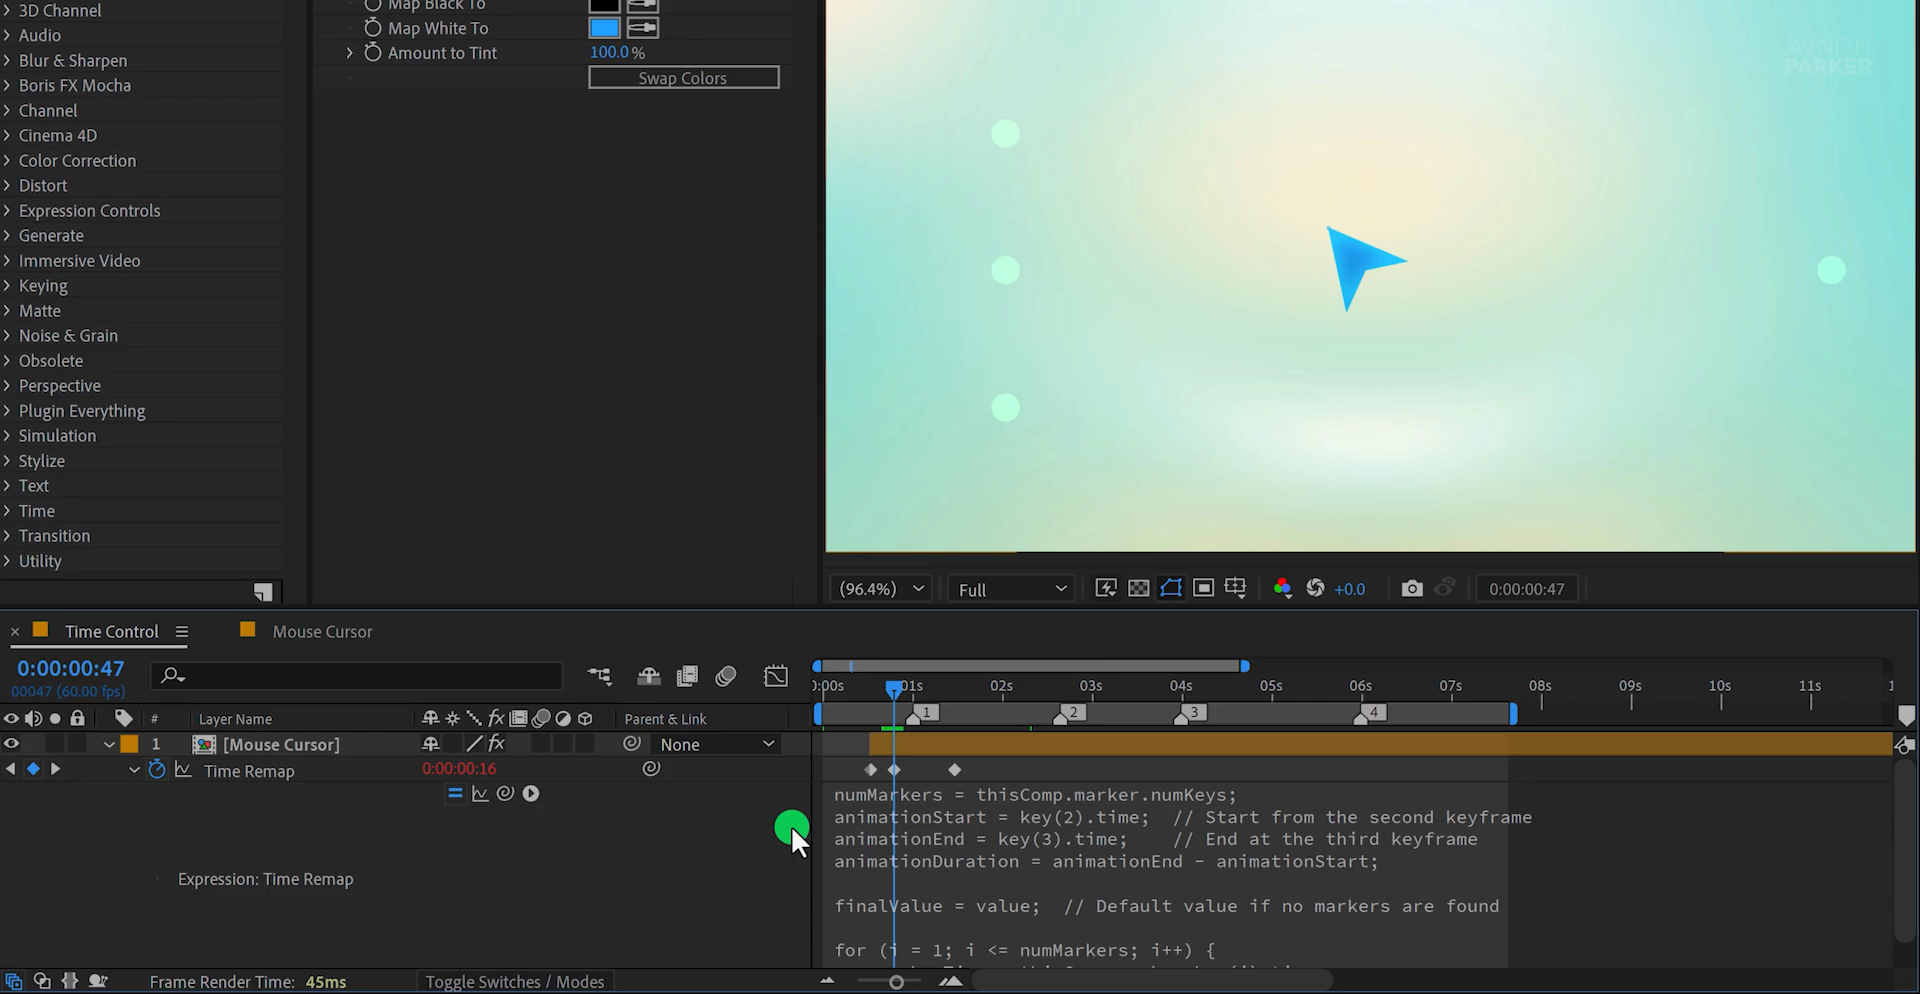 3D Channel
Audio
Blur & Sharpen
Boris FX Mocha
Channel
Cinema 4D
Color Correction
Distort
Expression Controls
Generate
Immersive Video
Keying
Matte
Noise & Grain
Obsolete
Perspective
Plugin Everything
Simulation
Stylize
Text
Time
Transition
Utility
Map Black To
Map White To
Amount to Tint 100.0 %
Swap Colors
AVNISH
PARKER
(96.4%) Full +0.0 0:00:00:47
Time Control Mouse Cursor
0:00:00:47
00047 (60.00 fps)
0:00s 01s 02s 03s 04s 05s 06s 07s 08s 09s 10s 11s 1
1 2 3 4
# Layer Name fx Parent & Link
1 [Mouse Cursor] fx None
Time Remap 0:00:00:16
Expression: Time Remap
numMarkers = thisComp.marker.numKeys;
animationStart = key(2).time; // Start from the second keyframe
animationEnd = key(3).time; // End at the third keyframe
animationDuration = animationEnd - animationStart;
finalValue = value; // Default value if no markers are found
for (i = 1; i <= numMarkers; i++) {
Frame Render Time: 45ms Toggle Switches / Modes